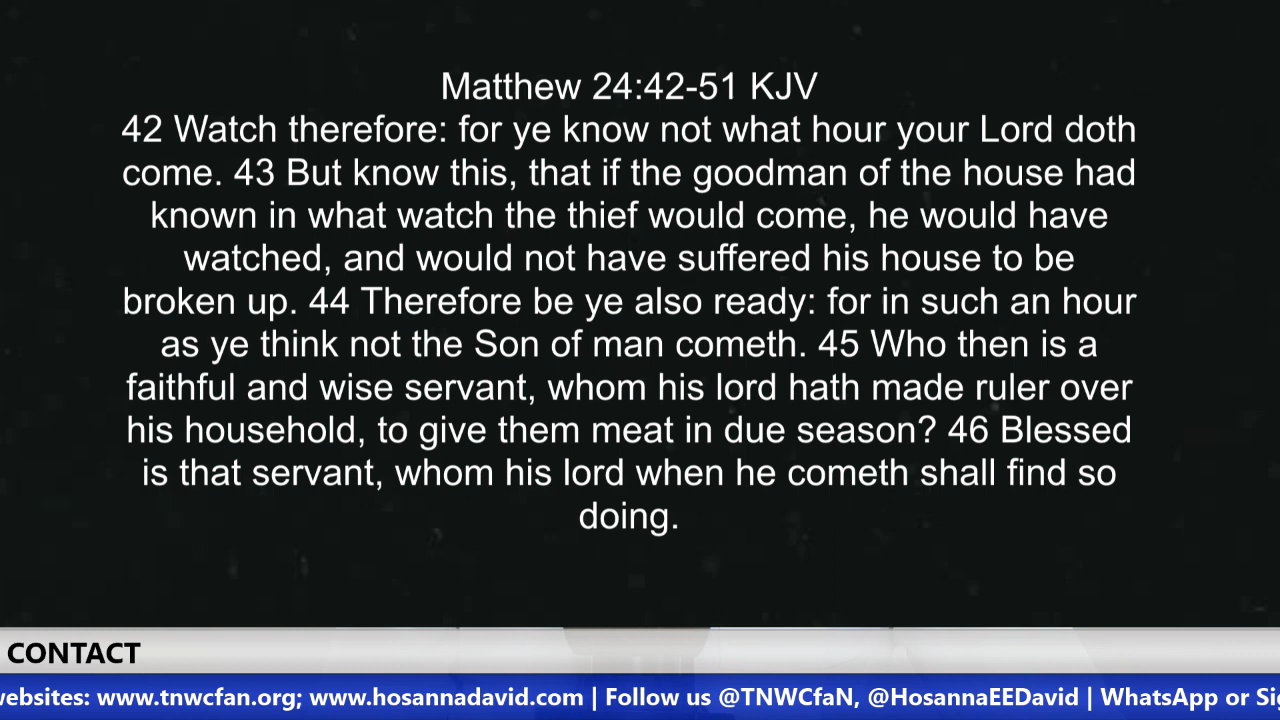 Matthew 24:42-51 KJV
42 Watch therefore: for ye know not what hour your Lord doth
come. 43 But know this, that if the goodman of the house had
known in what watch the thief would come, he would have
watched, and would not have suffered his house to be
broken up. 44 Therefore be ye also ready: for in such an hour
as ye think not the Son of man cometh. 45 Who then is a
faithful and wise servant, whom his lord hath made ruler over
his household, to give them meat in due season? 46 Blessed
is that servant, whom his lord when he cometh shall find so
doing.
CONTACT
websites: www.tnwcfan.org; www.hosannadavid.com | Follow us @TNWCfaN, @HosannaEEDavid | WhatsApp or